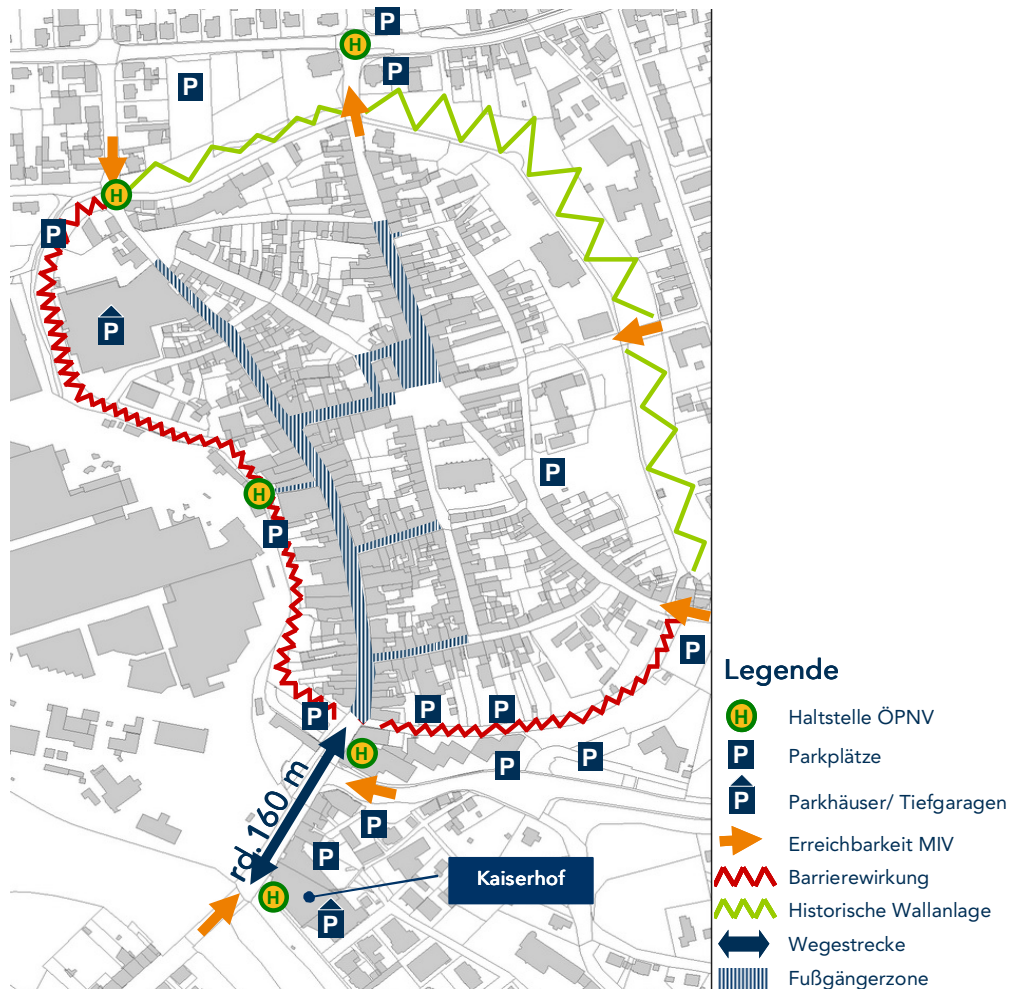 P
H
P
P
H
P
P
P
H
P
P
P
P
P
H
P
P
rd. 160 m
P
P
Kaiserhof
H
P
Legende
H Haltstelle ÖPNV
P Parkplätze
P Parkhäuser/ Tiefgaragen
Erreichbarkeit MIV
Barrierewirkung
Historische Wallanlage
Wegestrecke
Fußgängerzone